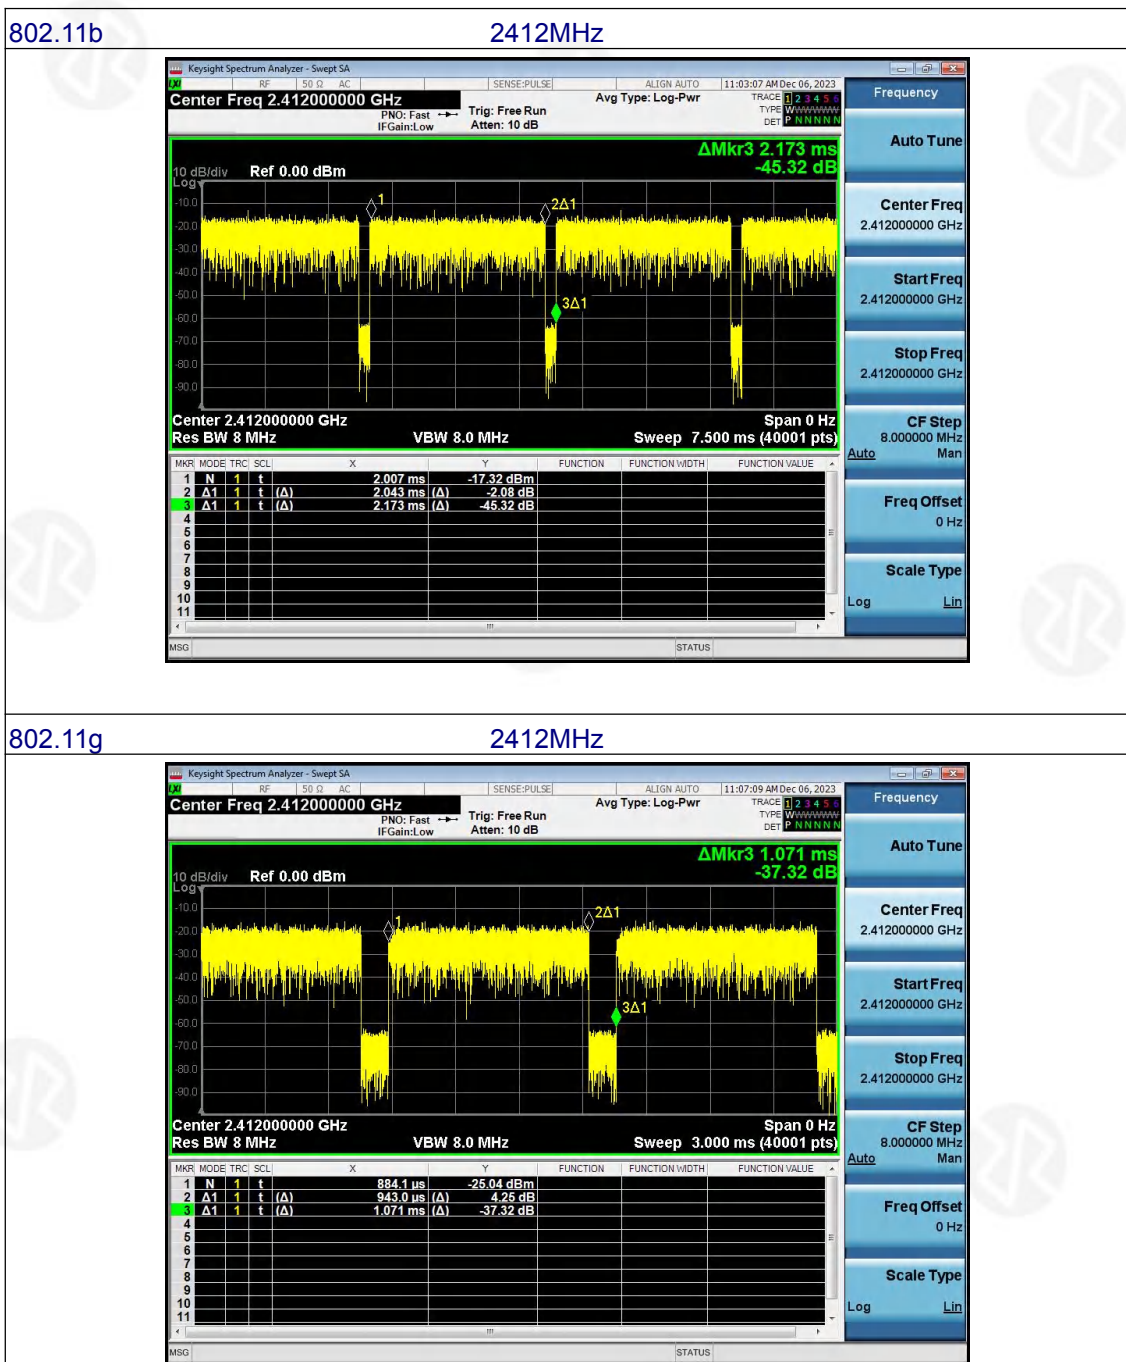 802.11b 2412MHz
Keysight Spectrum Analyzer - Swept SA
LXI RF 50 Ω AC SENSE:PULSE ALIGN AUTO 11:03:07 AM Dec 06, 2023
Center Freq 2.412000000 GHz
PNO: Fast
IFGain:Low
Trig: Free Run
Atten: 10 dB
Avg Type: Log-Pwr
TRACE 1 2 3 4 5 6
TYPE WWWWWW
DET P N N N N N
ΔMkr3 2.173 ms
-45.32 dB
10 dB/div Ref 0.00 dBm
Log
-10.0
-20.0
-30.0
-40.0
-50.0
-60.0
-70.0
-80.0
-90.0
1
2Δ1
3Δ1
Center 2.412000000 GHz Span 0 Hz
Res BW 8 MHz VBW 8.0 MHz Sweep 7.500 ms (40001 pts)
MKR MODE TRC SCL X Y FUNCTION FUNCTION WIDTH FUNCTION VALUE
1 N 1 t 2.007 ms -17.32 dBm
2 Δ1 1 t (Δ) 2.043 ms (Δ) -2.08 dB
3 Δ1 1 t (Δ) 2.173 ms (Δ) -45.32 dB
4
5
6
7
8
9
10
11
MSG STATUS
Frequency
Auto Tune
Center Freq
2.412000000 GHz
Start Freq
2.412000000 GHz
Stop Freq
2.412000000 GHz
CF Step
8.000000 MHz
Auto Man
Freq Offset
0 Hz
Scale Type
Log Lin
802.11g 2412MHz
Keysight Spectrum Analyzer - Swept SA
LXI RF 50 Ω AC SENSE:PULSE ALIGN AUTO 11:07:09 AM Dec 06, 2023
Center Freq 2.412000000 GHz
PNO: Fast
IFGain:Low
Trig: Free Run
Atten: 10 dB
Avg Type: Log-Pwr
TRACE 1 2 3 4 5 6
TYPE WWWWWW
DET P N N N N N
ΔMkr3 1.071 ms
-37.32 dB
10 dB/div Ref 0.00 dBm
Log
-10.0
-20.0
-30.0
-40.0
-50.0
-60.0
-70.0
-80.0
-90.0
1
2Δ1
3Δ1
Center 2.412000000 GHz Span 0 Hz
Res BW 8 MHz VBW 8.0 MHz Sweep 3.000 ms (40001 pts)
MKR MODE TRC SCL X Y FUNCTION FUNCTION WIDTH FUNCTION VALUE
1 N 1 t 884.1 µs -25.04 dBm
2 Δ1 1 t (Δ) 943.0 µs (Δ) 4.25 dB
3 Δ1 1 t (Δ) 1.071 ms (Δ) -37.32 dB
4
5
6
7
8
9
10
11
MSG STATUS
Frequency
Auto Tune
Center Freq
2.412000000 GHz
Start Freq
2.412000000 GHz
Stop Freq
2.412000000 GHz
CF Step
8.000000 MHz
Auto Man
Freq Offset
0 Hz
Scale Type
Log Lin